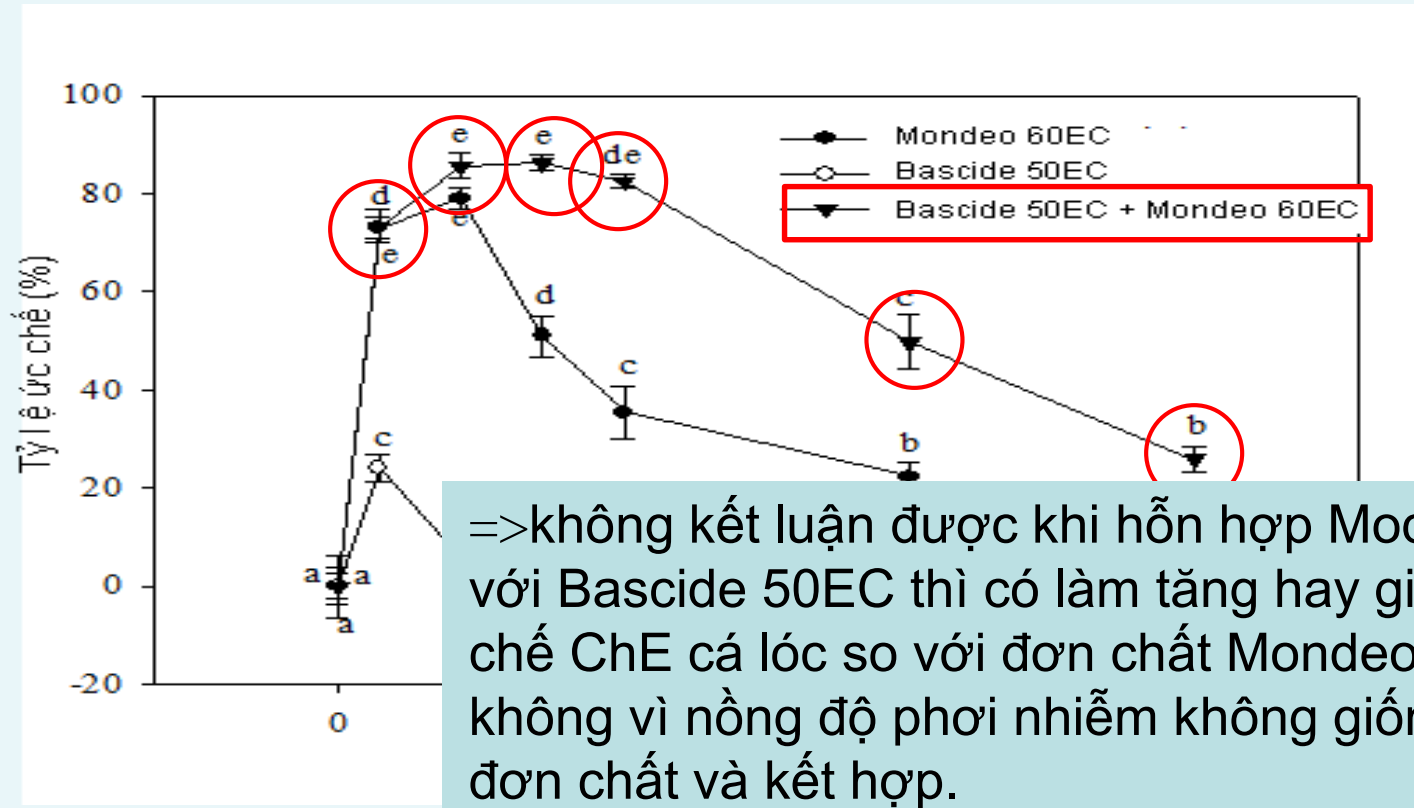 100
80
60
40
20
0
-20
Tỷ lệ ức chế (%)
Mondeo 60EC
Bascide 50EC
Bascide 50EC + Mondeo 60EC
e
e
de
d
e
e
d
c
c
c
b
b
a
a
a
0
=>không kết luận được khi hỗn hợp
với Bascide 50EC thì có làm tăng hay
chế ChE cá lóc so với đơn chất Mondeo
không vì nồng độ phơi nhiễm không
đơn chất và kết hợp.